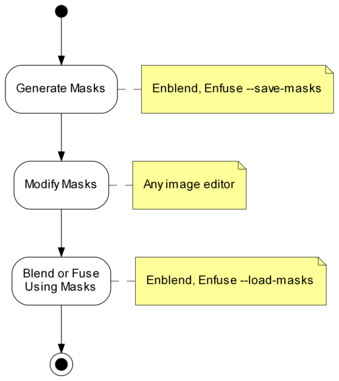 Generate Masks
Enblend, Enfuse --save-masks
Modify Masks
Any image editor
Blend or Fuse
Using Masks
Enblend, Enfuse --load-masks